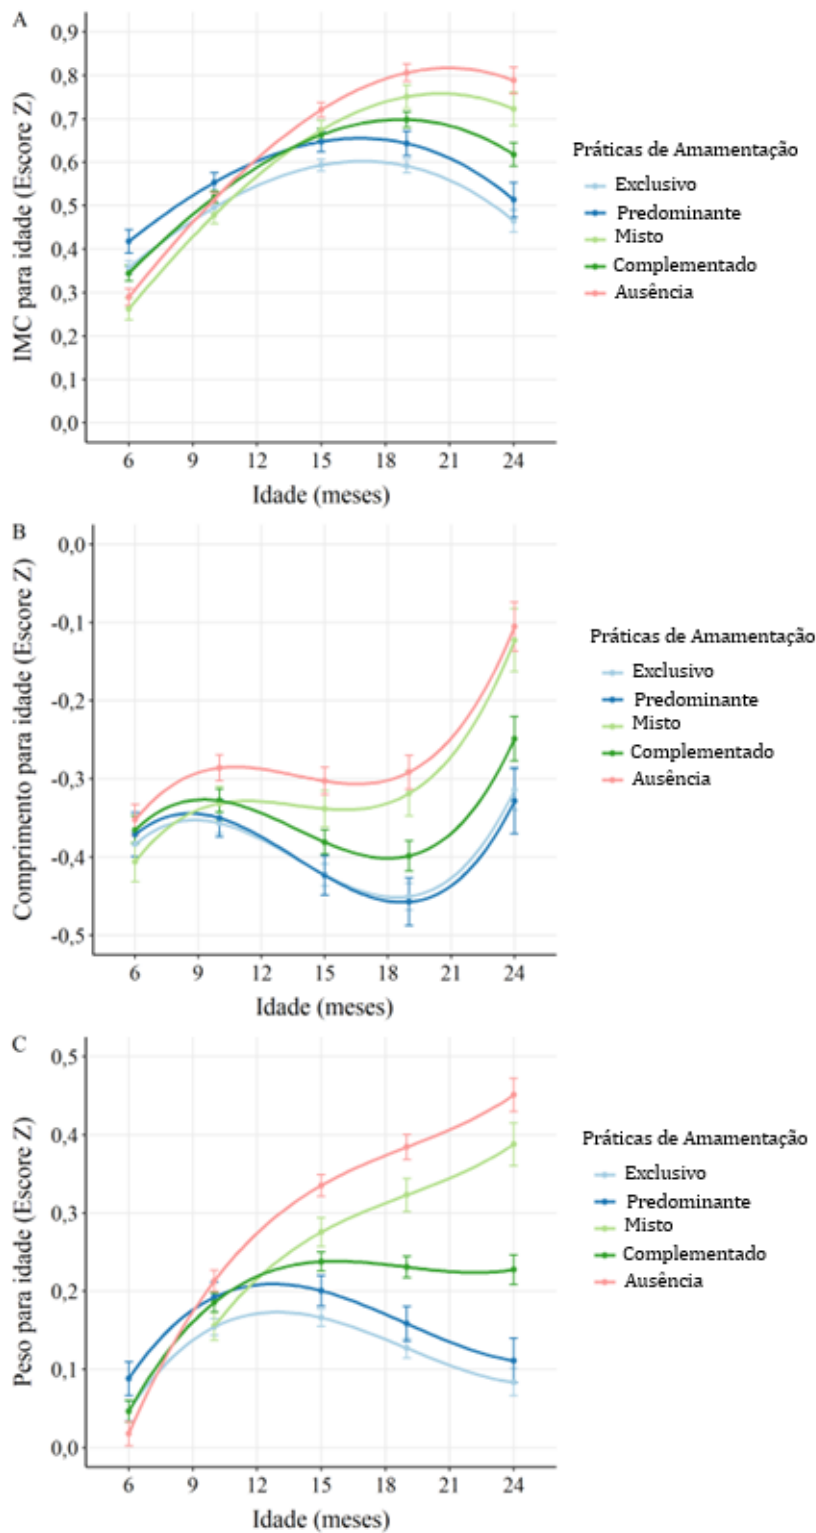 A
IMC para idade (Escore Z)
0,9
0,8
0,7
0,6
0,5
0,4
0,3
0,2
0,1
0,0
6 9 12 15 18 21 24
Idade (meses)
Práticas de Amamentação
Exclusivo
Predominante
Misto
Complementado
Ausência
B
Comprimento para idade (Escore Z)
0,0
-0,1
-0,2
-0,3
-0,4
-0,5
6 9 12 15 18 21 24
Idade (meses)
Práticas de Amamentação
Exclusivo
Predominante
Misto
Complementado
Ausência
C
Peso para idade (Escore Z)
0,5
0,4
0,3
0,2
0,1
0,0
6 9 12 15 18 21 24
Idade (meses)
Práticas de Amamentação
Exclusivo
Predominante
Misto
Complementado
Ausência